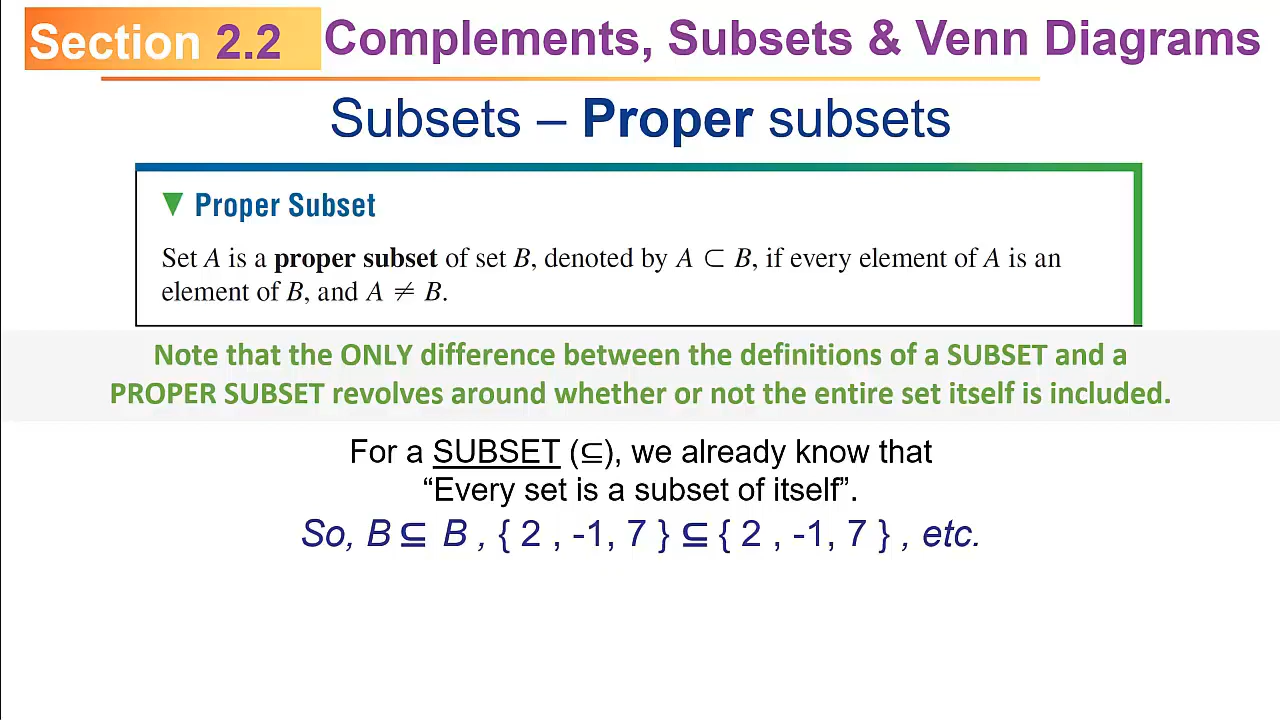 Section 2.2 Complements, Subsets & Venn Diagrams
Subsets – Proper subsets
▼ Proper Subset
Set A is a proper subset of set B, denoted by A ⊂ B, if every element of A is an
element of B, and A ≠ B.
Note that the ONLY difference between the definitions of a SUBSET and a
PROPER SUBSET revolves around whether or not the entire set itself is included.
For a SUBSET (⊆), we already know that
“Every set is a subset of itself”.
So, B ⊆ B , { 2 , -1, 7 } ⊆ { 2 , -1, 7 } , etc.